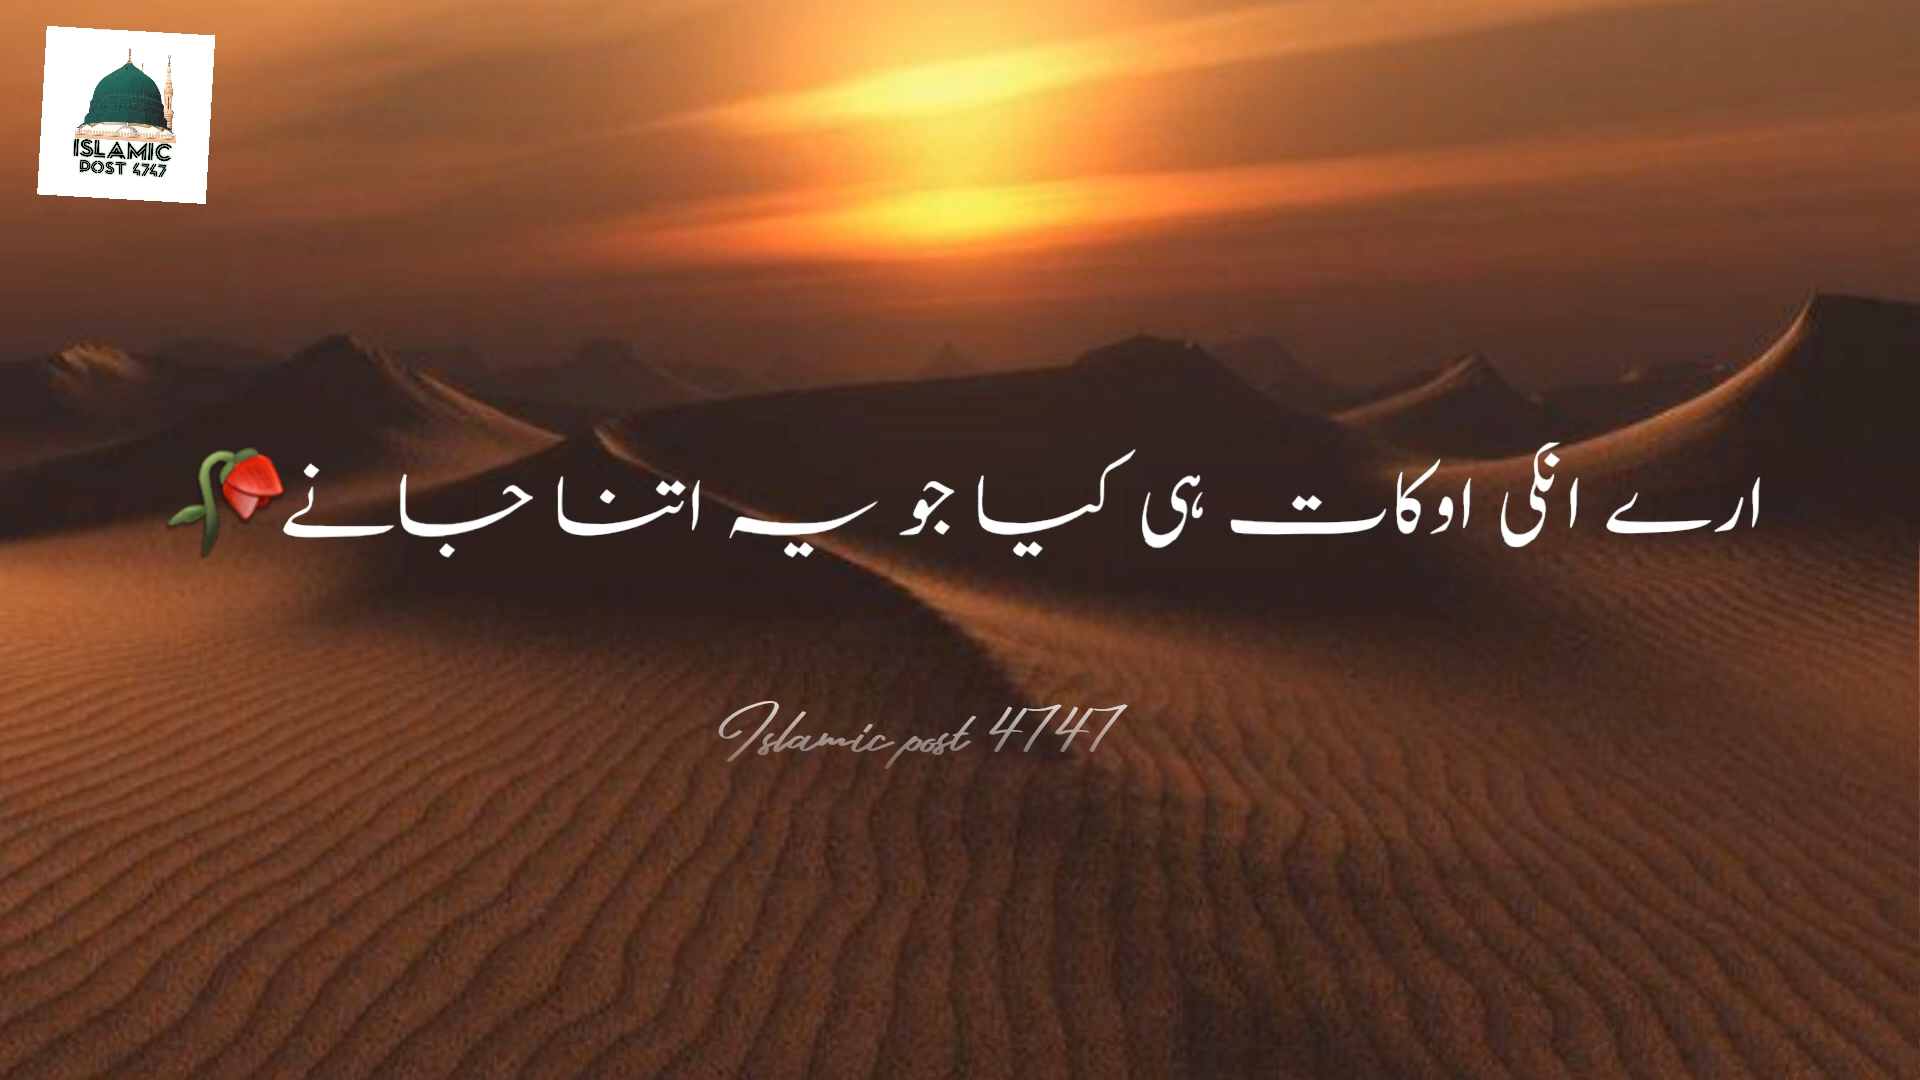 ISLAMIC
POST 4747
ارے انکی اوکات ہی کیا جو یہ اتنا جانے🥀
Islamic post 4747